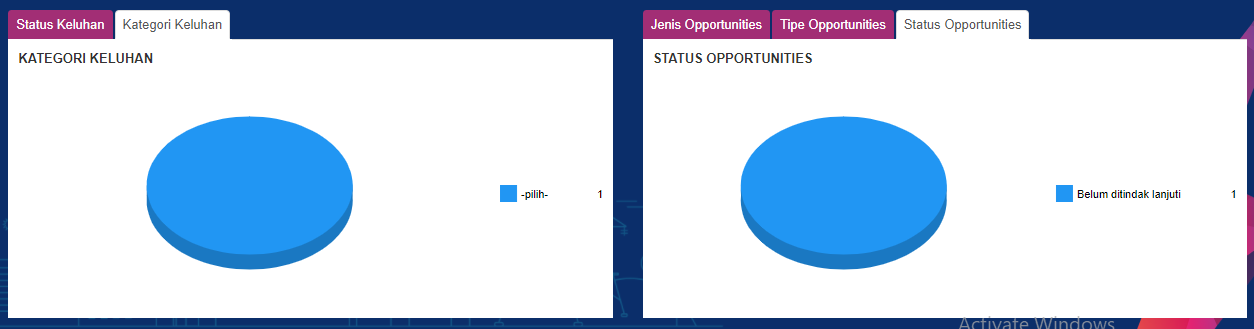 Status Keluhan Kategori Keluhan
KATEGORI KELUHAN
-pilih- 1
Jenis Opportunities Tipe Opportunities Status Opportunities
STATUS OPPORTUNITIES
Belum ditindak lanjuti 1
Activate Windows